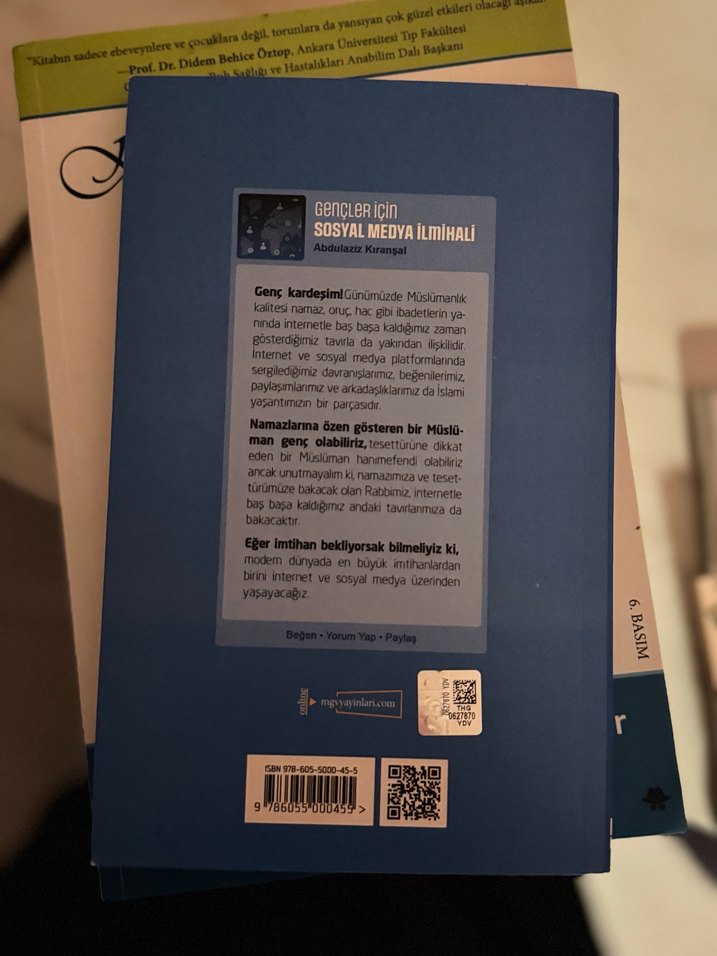 "Kitabın sadece ebeveynlere ve çocuklara değil, torunlara da yansıyan çok güzel etkileri olacağı
—Prof. Dr. Didem Behice Öztop, Ankara Üniversitesi Tıp Fakültesi
Sağlığı ve Hastalıkları Anabilim Dalı Başkanı
Gençler için
SOSYAL MEDYA İLMİHALİ
Abdulaziz Kıranşal
Genç kardeşim! Günümüzde Müslümanlık
kalitesi namaz, oruç, hac gibi ibadetlerin ya-
nında internetle baş başa kaldığımız zaman
gösterdiğimiz tavırla da yakından ilişkilidir.
İnternet ve sosyal medya platformlarında
sergilediğimiz davranışlarımız, beğenilerimiz,
paylaşımlarımız ve arkadaşlıklarımız da İslami
yaşantımızın bir parçasıdır.
Namazlarına özen gösteren bir Müslü-
man genç olabiliriz, tesettürüne dikkat
eden bir Müslüman hanımefendi olabiliriz
ancak unutmayalım ki, namazımıza ve teset-
türümüze bakacak olan Rabbimiz, internetle
baş başa kaldığımız andaki tavırlarımıza da
bakacaktır.
Eğer imtihan bekliyorsak bilmeliyiz ki,
modern dünyada en büyük imtihanlardan
birini internet ve sosyal medya üzerinden
yaşayacağız.
Beğen • Yorum Yap • Paylaş
6. BASIM
online
mgvyayinlari.com
THG
0627870
YDV
r
ISBN 978-605-5000-45-5
9 786055 000455 >